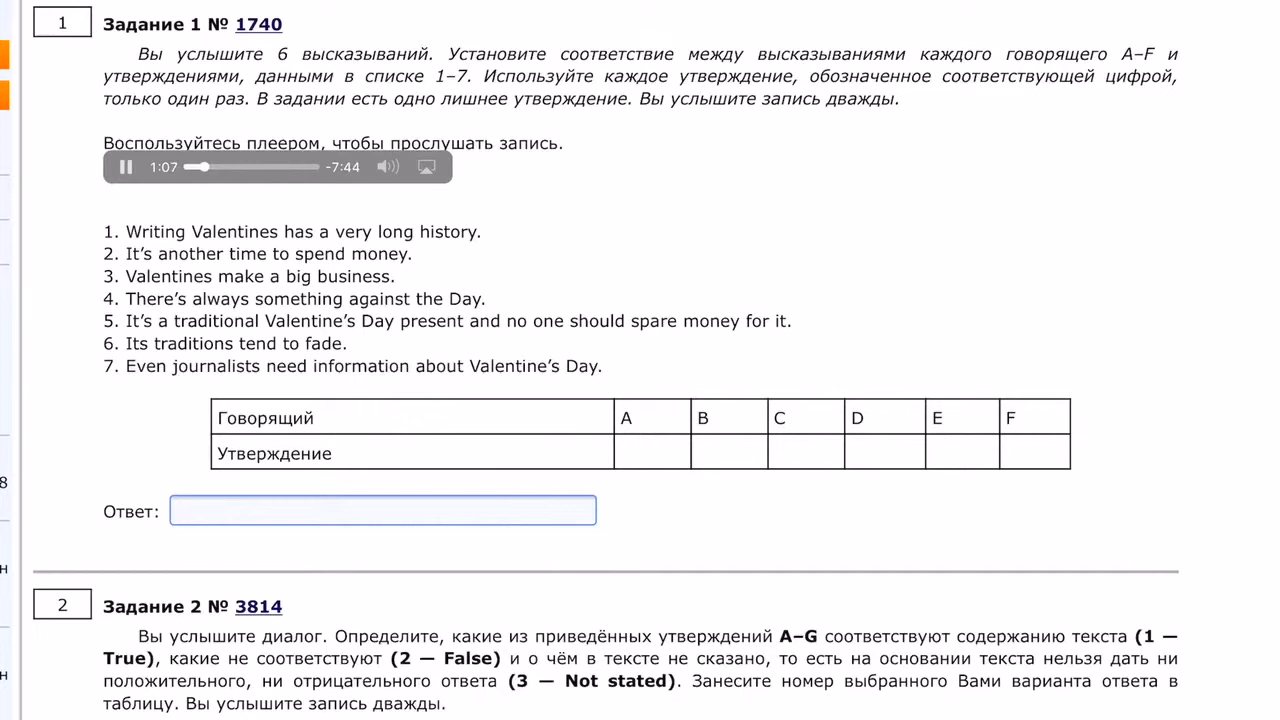 1
Задание 1 № 1740
Вы услышите 6 высказываний. Установите соответствие между высказываниями каждого говорящего A–F и
утверждениями, данными в списке 1–7. Используйте каждое утверждение, обозначенное соответствующей цифрой,
только один раз. В задании есть одно лишнее утверждение. Вы услышите запись дважды.
Воспользуйтесь плеером, чтобы прослушать запись.
1:07 -7:44
1. Writing Valentines has a very long history.
2. It’s another time to spend money.
3. Valentines make a big business.
4. There’s always something against the Day.
5. It’s a traditional Valentine’s Day present and no one should spare money for it.
6. Its traditions tend to fade.
7. Even journalists need information about Valentine’s Day.
Говорящий A B C D E F
Утверждение
8
Ответ:
н
2
Задание 2 № 3814
Вы услышите диалог. Определите, какие из приведённых утверждений A–G соответствуют содержанию текста (1 —
True), какие не соответствуют (2 — False) и о чём в тексте не сказано, то есть на основании текста нельзя дать ни
н
положительного, ни отрицательного ответа (3 — Not stated). Занесите номер выбранного Вами варианта ответа в
таблицу. Вы услышите запись дважды.